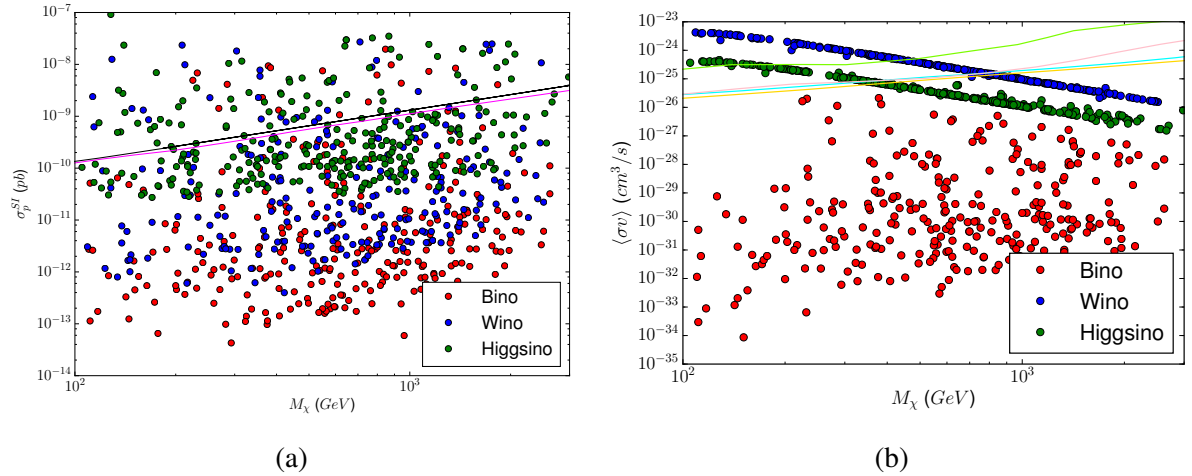 10^-7
10^-8
10^-9
10^-10
10^-11
10^-12
10^-13
10^-14
σ_p^SI (pb)
10^2
10^3
M_χ (GeV)
Bino
Wino
Higgsino
(a)
10^-23
10^-24
10^-25
10^-26
10^-27
10^-28
10^-29
10^-30
10^-31
10^-32
10^-33
10^-34
10^-35
⟨σv⟩ (cm^3/s)
10^2
10^3
M_χ (GeV)
Bino
Wino
Higgsino
(b)